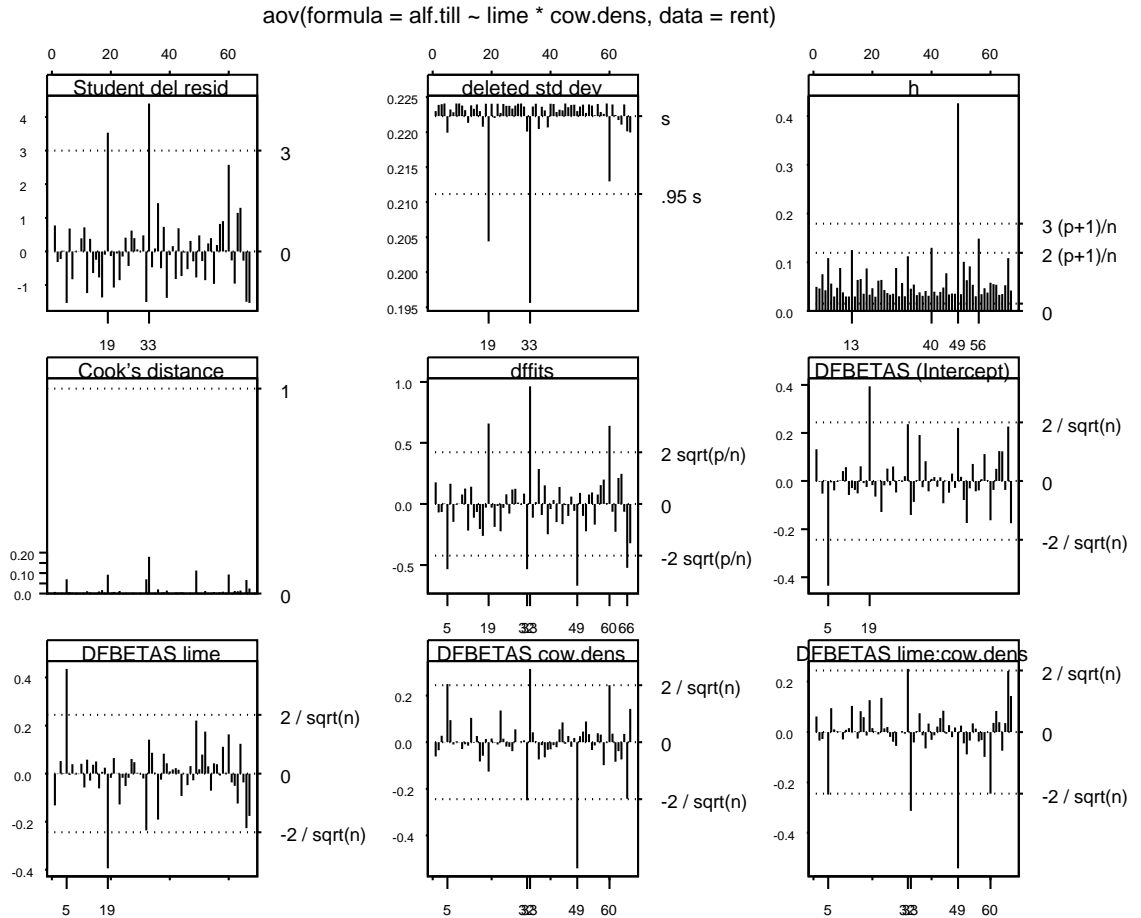 aov(formula = alf.till ~ lime * cow.dens, data = rent)
0 20 40 60
0 20 40 60
0 20 40 60
Student del resid
deleted std dev
h
4
3
2
1
0
-1
3
0
19 33
0.225
0.220
0.215
0.210
0.205
0.200
0.195
s
.95 s
19 33
0.4
0.3
0.2
0.1
0.0
3 (p+1)/n
2 (p+1)/n
0
13 40 49 56
Cook's distance
dffits
DFBETAS (Intercept)
0.20
0.10
0.0
1
0
1.0
0.5
0.0
-0.5
2 sqrt(p/n)
0
-2 sqrt(p/n)
5 19 32 33 49 60 66
0.4
0.2
0.0
-0.2
-0.4
2 / sqrt(n)
0
-2 / sqrt(n)
5 19
DFBETAS lime
DFBETAS cow.dens
DFBETAS lime:cow.dens
0.4
0.2
0.0
-0.2
-0.4
2 / sqrt(n)
0
-2 / sqrt(n)
5 19
0.2
0.0
-0.2
-0.4
2 / sqrt(n)
0
-2 / sqrt(n)
5 32 33 49 60
0.2
0.0
-0.2
-0.4
2 / sqrt(n)
0
-2 / sqrt(n)
5 32 33 49 60